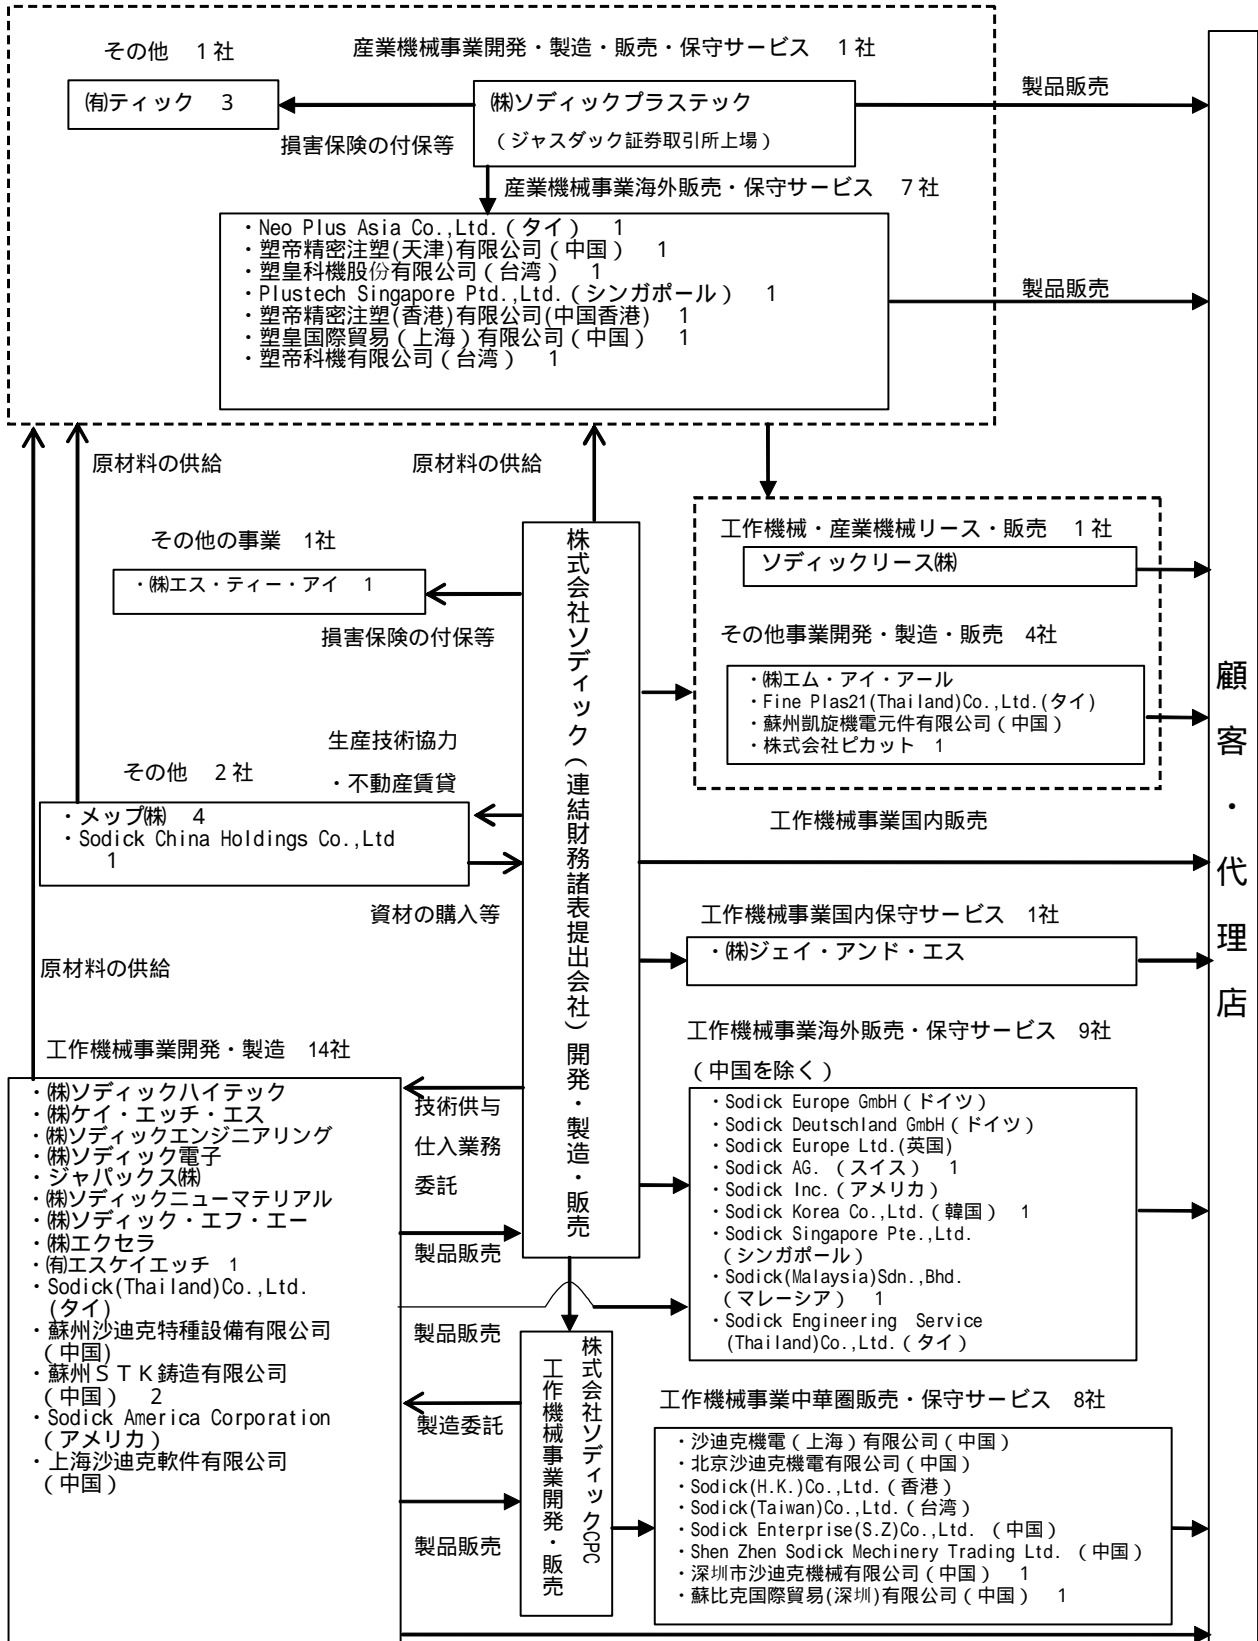 その他　1社
産業機械事業開発・製造・販売・保守サービス　1社
㈲ティック　3
㈱ソディックプラステック
（ジャスダック証券取引所上場）
製品販売
損害保険の付保等
産業機械事業海外販売・保守サービス　7社
・Neo Plus Asia Co.,Ltd.（タイ）　1
・塑帝精密注塑(天津)有限公司（中国）　1
・塑皇科機股份有限公司（台湾）　1
・Plustech Singapore Ptd.,Ltd.（シンガポール）　1
・塑帝精密注塑(香港)有限公司(中国香港)　1
・塑皇国際貿易（上海）有限公司（中国）　1
・塑帝科機有限公司（台湾）　1
製品販売
原材料の供給
原材料の供給
その他の事業　1社
・㈱エス・ティー・アイ　1
損害保険の付保等
株式会社ソディック（連結財務諸表提出会社）開発・製造・販売
工作機械・産業機械リース・販売　1社
ソディックリース㈱
その他事業開発・製造・販売　4社
・㈱エム・アイ・アール
・Fine Plas21(Thailand)Co.,Ltd.(タイ)
・蘇州凱旋機電元件有限公司（中国）
・株式会社ピカット　1
顧客・代理店
生産技術協力
・不動産賃貸
その他　2社
・メップ㈱　4
・Sodick China Holdings Co.,Ltd
1
資材の購入等
工作機械事業国内販売
工作機械事業国内保守サービス　1社
・㈱ジェイ・アンド・エス
原材料の供給
工作機械事業開発・製造　14社
・㈱ソディックハイテック
・㈱ケイ・エッチ・エス
・㈱ソディックエンジニアリング
・㈱ソディック電子
・ジャパックス㈱
・㈱ソディックニューマテリアル
・㈱ソディック・エフ・エー
・㈱エクセラ
・㈲エスケイエッチ　1
・Sodick(Thailand)Co.,Ltd.
(タイ)
・蘇州沙迪克特種設備有限公司
（中国)
・蘇州ＳＴＫ鋳造有限公司
（中国）　2
・Sodick America Corporation
（アメリカ）
・上海沙迪克軟件有限公司
（中国）
技術供与
仕入業務
委託
製品販売
製品販売
製造委託
製品販売
株式会社ソディックCPC
工作機械事業開発・販売
工作機械事業海外販売・保守サービス　9社
（中国を除く）
・Sodick Europe GmbH（ドイツ）
・Sodick Deutschland GmbH（ドイツ）
・Sodick Europe Ltd.(英国)
・Sodick AG.（スイス）　1
・Sodick Inc.（アメリカ）
・Sodick Korea Co.,Ltd.（韓国）　1
・Sodick Singapore Pte.,Ltd.
（シンガポール）
・Sodick(Malaysia)Sdn.,Bhd.
（マレーシア）　1
・Sodick Engineering　Service
(Thailand)Co.,Ltd.（タイ）
工作機械事業中華圏販売・保守サービス　8社
・沙迪克機電（上海）有限公司（中国）
・北京沙迪克機電有限公司（中国）
・Sodick(H.K.)Co.,Ltd.（香港）
・Sodick(Taiwan)Co.,Ltd.（台湾）
・Sodick Enterprise(S.Z)Co.,Ltd.（中国）
・Shen Zhen Sodick Mechinery Trading Ltd.（中国）
・深圳市沙迪克機械有限公司（中国）　1
・蘇比克国際貿易(深圳)有限公司（中国）　1